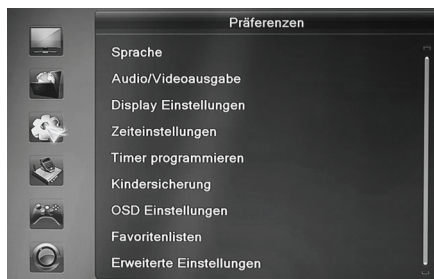 Präferenzen
Sprache
Audio/Videoausgabe
Display Einstellungen
Zeiteinstellungen
Timer programmieren
Kindersicherung
OSD Einstellungen
Favoritenlisten
Erweiterte Einstellungen